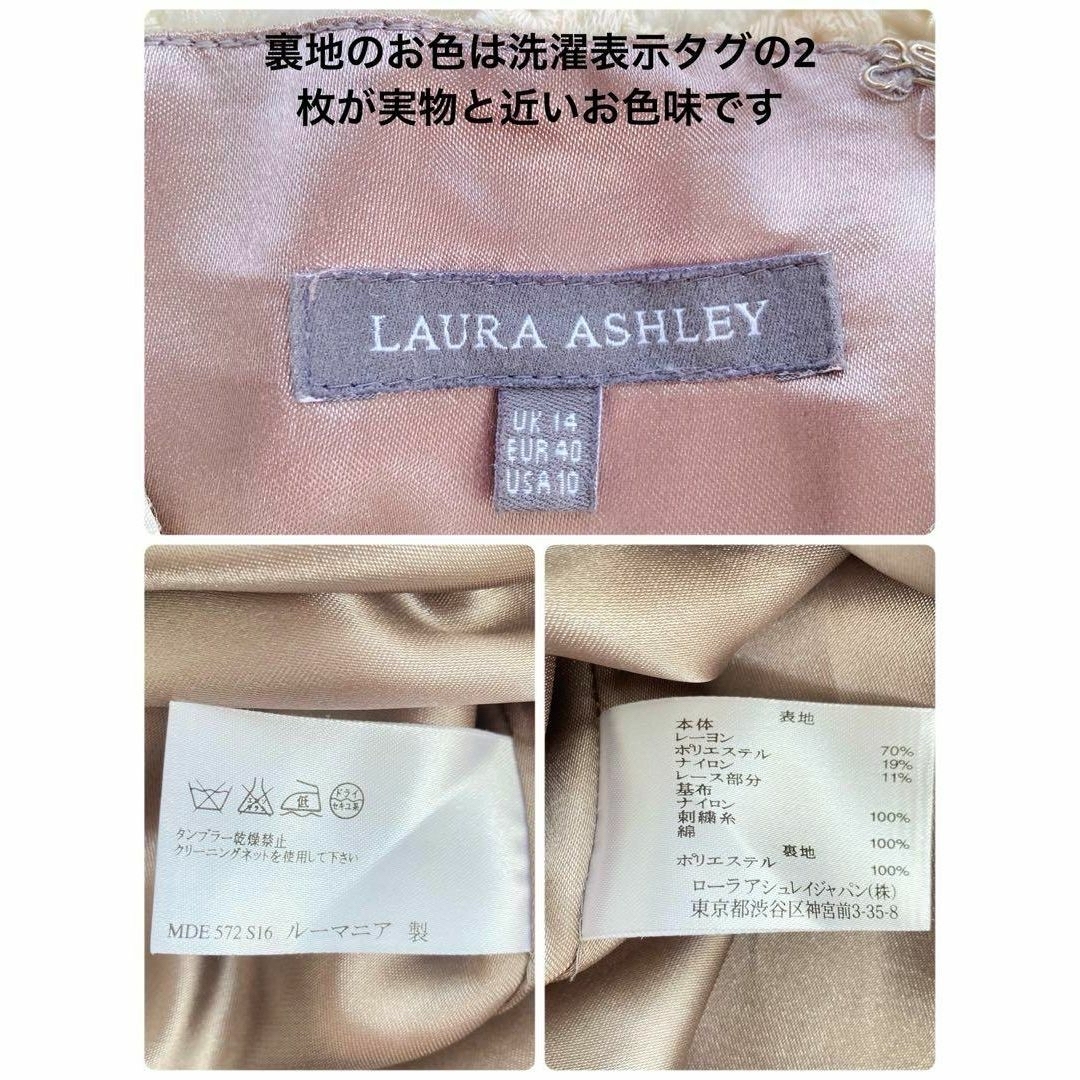 裏地のお色は洗濯表示タグの2
枚が実物と近いお色味です
LAURA ASHLEY
UK 14
EUR 40
USA 10
低
ドライ
セキユ系
タンブラー乾燥禁止
クリーニングネットを使用して下さい
MDE 572 S16 ルーマニア 製
本体 表地
レーヨン
ポリエステル 70%
ナイロン 19%
レース部分 11%
基布
ナイロン
刺繍糸 100%
綿
裏地 100%
ポリエステル 100%
ローラアシュレイジャパン(株)
東京都渋谷区神宮前3-35-8